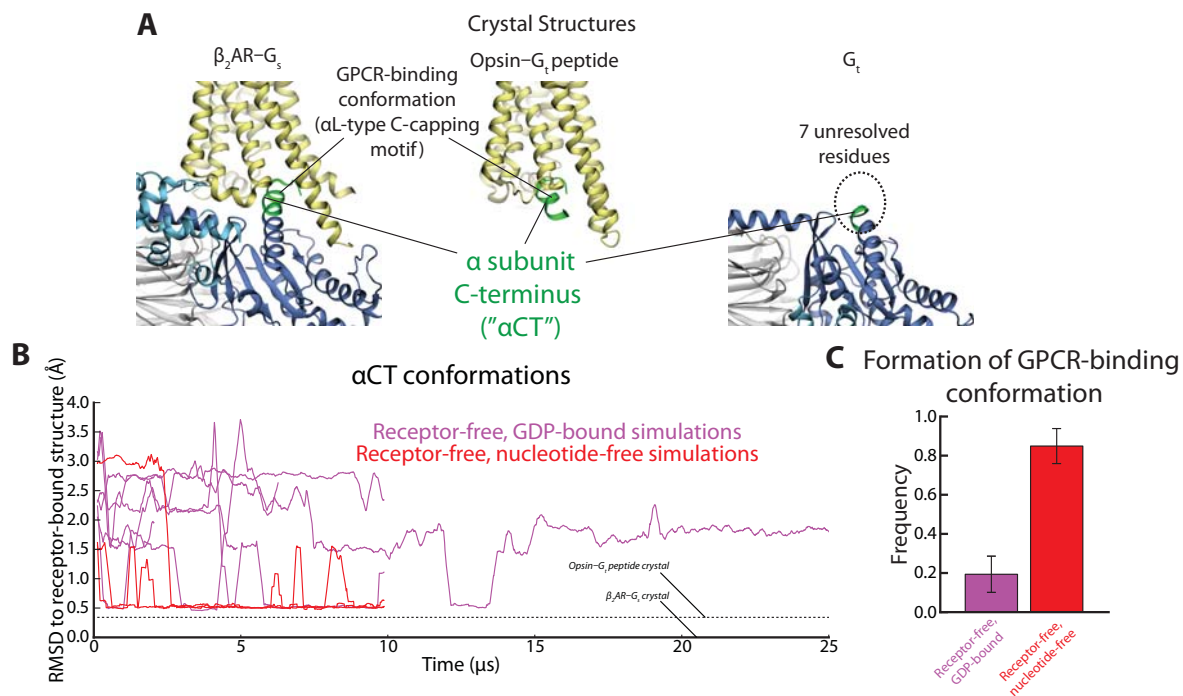 A
Crystal Structures
β₂AR–Gₛ
Opsin–Gₜ peptide
Gₜ
GPCR-binding
conformation
(αL-type C-capping
motif)
7 unresolved
residues
α subunit
C-terminus
("αCT")
B
αCT conformations
RMSD to receptor-bound structure (Å)
4.0
3.5
3.0
2.5
2.0
1.5
1.0
0.5
0.0
Receptor-free, GDP-bound simulations
Receptor-free, nucleotide-free simulations
Opsin–Gₜ peptide crystal
β₂AR–Gₛ crystal
0
5
10
15
20
25
Time (μs)
C
Formation of GPCR-binding
conformation
Frequency
1.0
0.8
0.6
0.4
0.2
0.0
Receptor-free,
GDP-bound
Receptor-free,
nucleotide-free